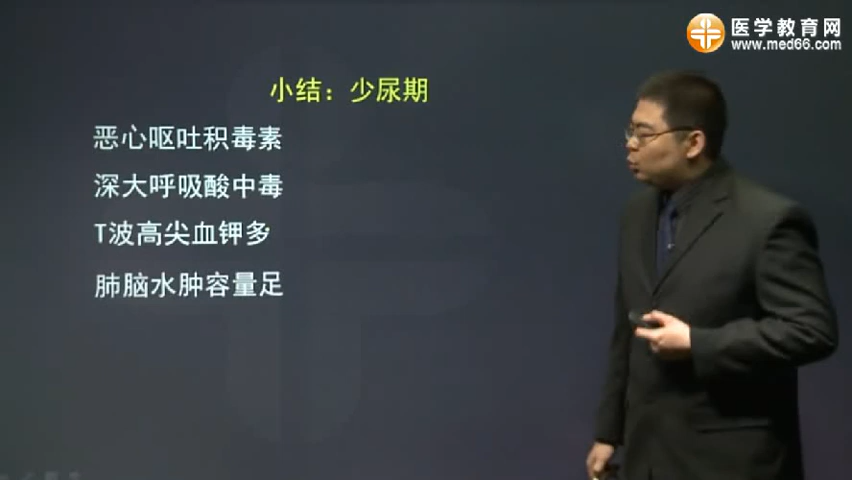 医学教育网
www.med66.com
小结：少尿期
恶心呕吐积毒素
深大呼吸酸中毒
T波高尖血钾多
肺脑水肿容量足